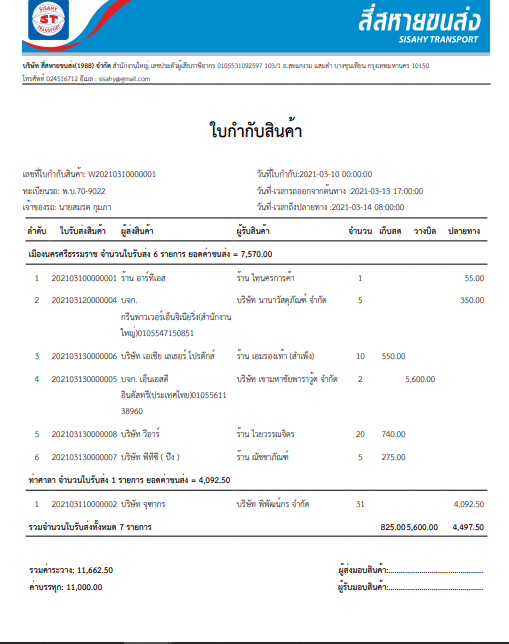 SISAHY
ST
TRANSPORT
สี่สหายขนส่ง
SISAHY TRANSPORT
บริษัท สี่สหายขนส่ง(1988) จำกัด สำนักงานใหญ่ เลขประจำตัวผู้เสียภาษีอากร 0105531092597 103/1 ถ.สะแกงาม แสมดำ บางขุนเทียน กรุงเทพมหานคร 10150
โทรศัพท์ 024516712 อีเมล : sisahy@gmail.com
ใบกำกับสินค้า
เลขที่ใบกำกับสินค้า: W20210310000001 วันที่ใบกำกับ:2021-03-10 00:00:00
ทะเบียนรถ: พ.บ.70-9022 วันที่-เวลารถออกจากต้นทาง :2021-03-13 17:00:00
เจ้าของรถ: นายสมรด กุมภา วันที่-เวลาถึงปลายทาง :2021-03-14 08:00:00
ลำดับ ใบรับส่งสินค้า ผู้ส่งสินค้า ผู้รับสินค้า จำนวน เก็บสด วางบิล ปลายทาง
เมืองนครศรีธรรมราช จำนวนใบรับส่ง 6 รายการ ยอดค่าขนส่ง = 7,570.00
1 202103100000001 ร้าน อาร์ทีเอส ร้าน ไทนครการค้า 1 55.00
2 202103120000004 บจก. บริษัท นานาวัสดุภัณฑ์ จำกัด 5 350.00
กรีนพาวเวอร์เอ็นจิเนียริ่ง(สำนักงาน
ใหญ่)0105547150851
3 202103130000006 บริษัท เอเชีย เลเธอร์ โปรดักส์ ร้าน เอมรองเท้า (สำเพ็ง) 10 550.00
4 202103130000005 บจก. เอ็นเอสดี บริษัท เขามหาชัยพาราวู้ด จำกัด 2 5,600.00
อินดัสทรี(ประเทศไทย)01055611
38960
5 202103130000008 บริษัท วีอาร์ ร้าน ไวยวรรณจิตร 20 740.00
6 202103130000007 บริษัท พีทีซี ( ปึง ) ร้าน ณัชชาภัณฑ์ 5 275.00
ท่าศาลา จำนวนใบรับส่ง 1 รายการ ยอดค่าขนส่ง = 4,092.50
1 202103110000002 บริษัท จุฑากร บริษัท พิพัฒน์กร จำกัด 31 4,092.50
รวมจำนวนใบรับส่งทั้งหมด 7 รายการ 825.00 5,600.00 4,497.50
รวมค่าระวาง: 11,662.50 ผู้ส่งมอบสินค้า:..............................
ค่าบรรทุก: 11,000.00 ผู้รับมอบสินค้า:..............................